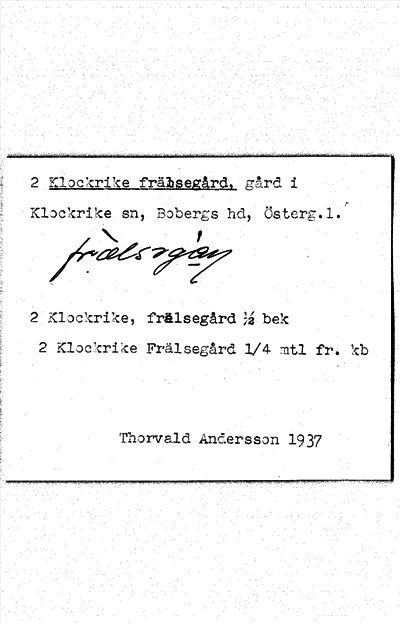 2 Klockrike frälsegård, gård i
Klockrike sn, Bobergs hd, Österg.l.
2 Klockrike, frälsegård ½ bek
2 Klockrike Frälsegård 1/4 mtl fr. kb
Thorvald Andersson 1937